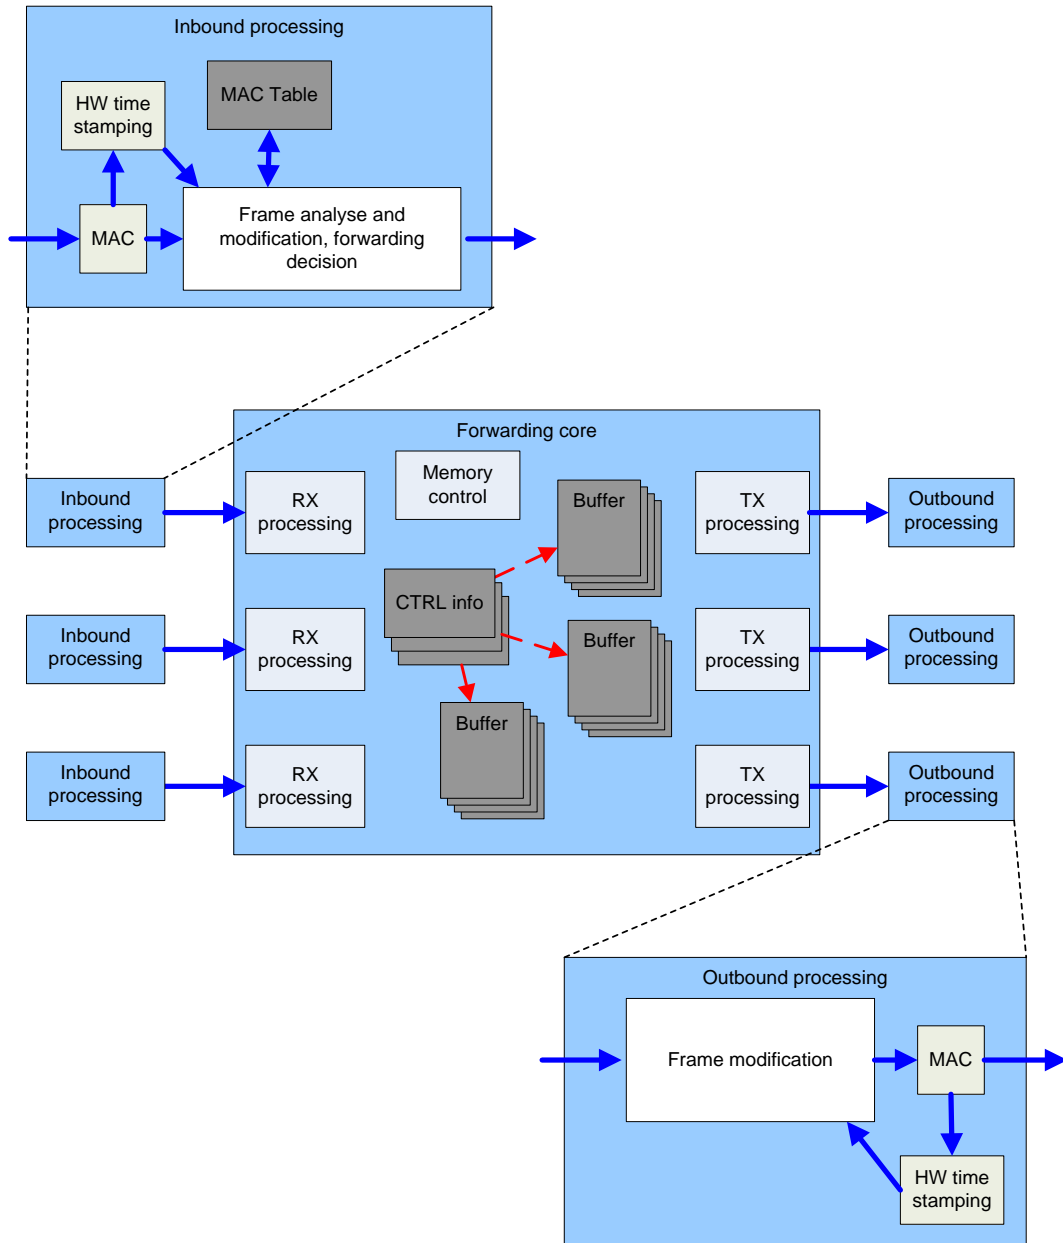 Inbound processing
HW time
stamping
MAC Table
MAC
Frame analyse and
modification, forwarding
decision
Forwarding core
Inbound
processing
RX
processing
Memory
control
Buffer
TX
processing
Outbound
processing
CTRL info
Inbound
processing
RX
processing
Buffer
TX
processing
Outbound
processing
Buffer
Inbound
processing
RX
processing
TX
processing
Outbound
processing
Outbound processing
Frame modification
MAC
HW time
stamping